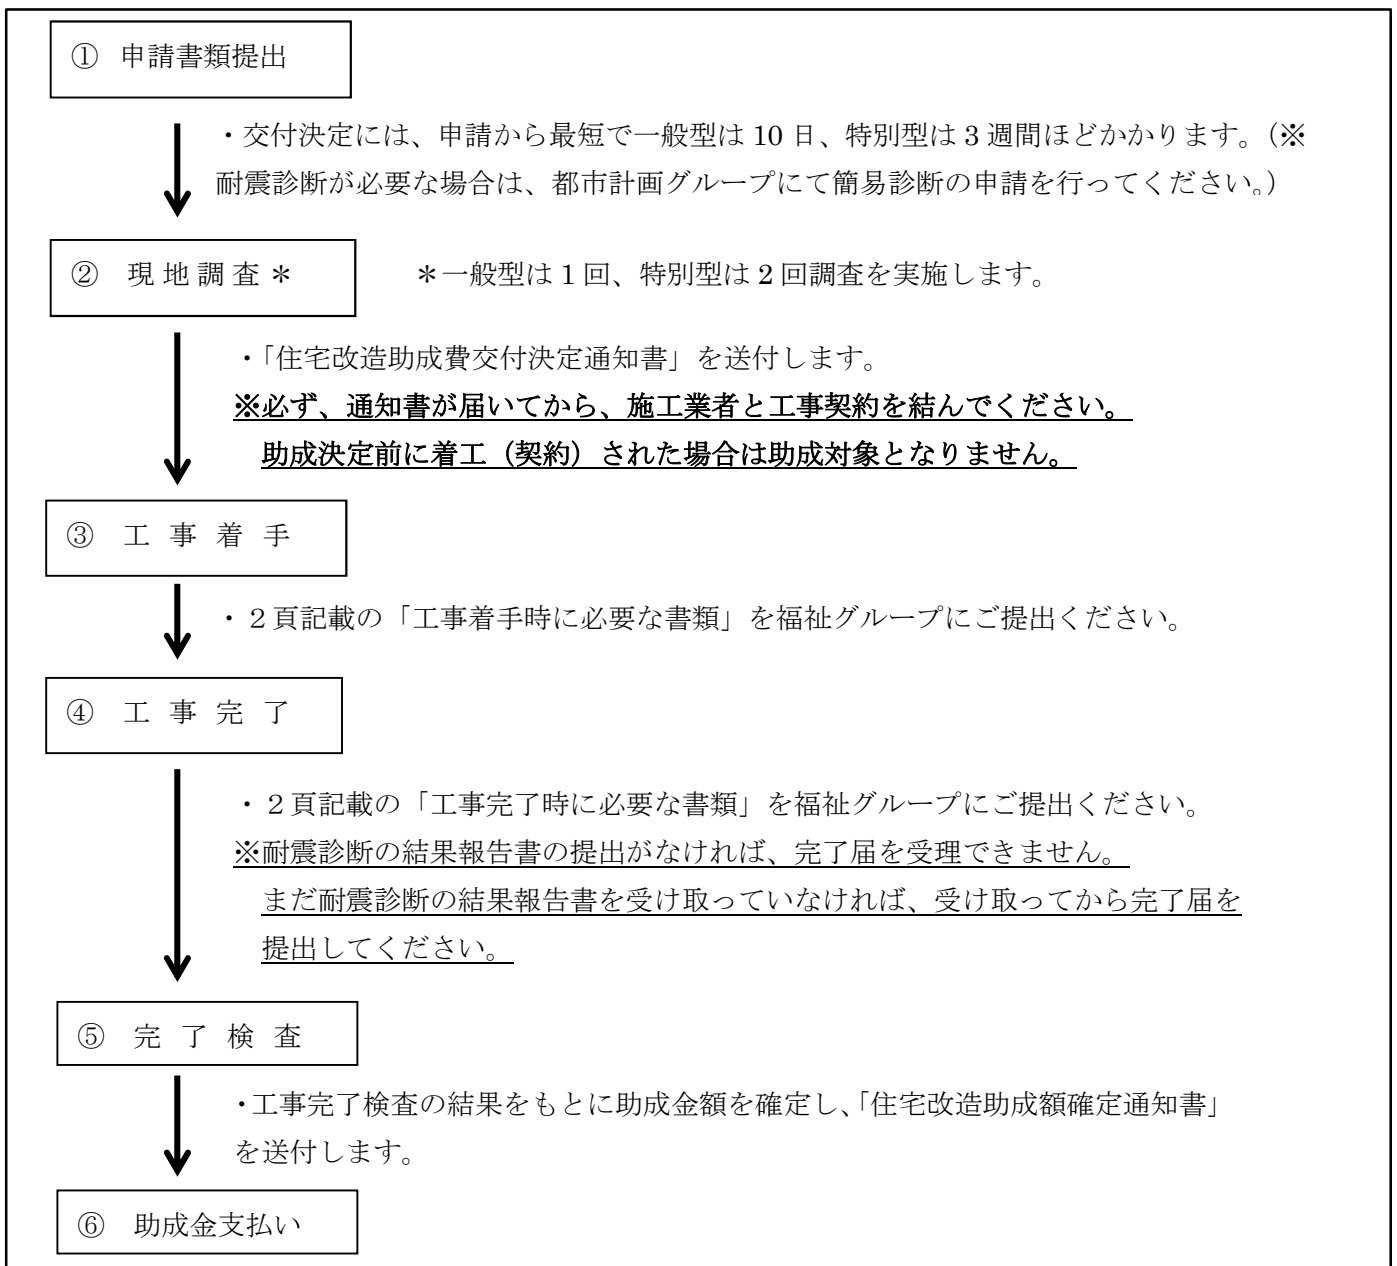 ① 申請書類提出
・交付決定には、申請から最短で一般型は 10 日、特別型は 3 週間ほどかかります。（※
耐震診断が必要な場合は、都市計画グループにて簡易診断の申請を行ってください。）
② 現 地 調 査 ＊ ＊一般型は 1 回、特別型は 2 回調査を実施します。
・「住宅改造助成費交付決定通知書」を送付します。
※必ず、通知書が届いてから、施工業者と工事契約を結んでください。
助成決定前に着工（契約）された場合は助成対象となりません。
③ 工 事 着 手
・２頁記載の「工事着手時に必要な書類」を福祉グループにご提出ください。
④ 工 事 完 了
・２頁記載の「工事完了時に必要な書類」を福祉グループにご提出ください。
※耐震診断の結果報告書の提出がなければ、完了届を受理できません。
まだ耐震診断の結果報告書を受け取っていなければ、受け取ってから完了届を
提出してください。
⑤ 完 了 検 査
・工事完了検査の結果をもとに助成金額を確定し、「住宅改造助成額確定通知書」
を送付します。
⑥ 助成金支払い